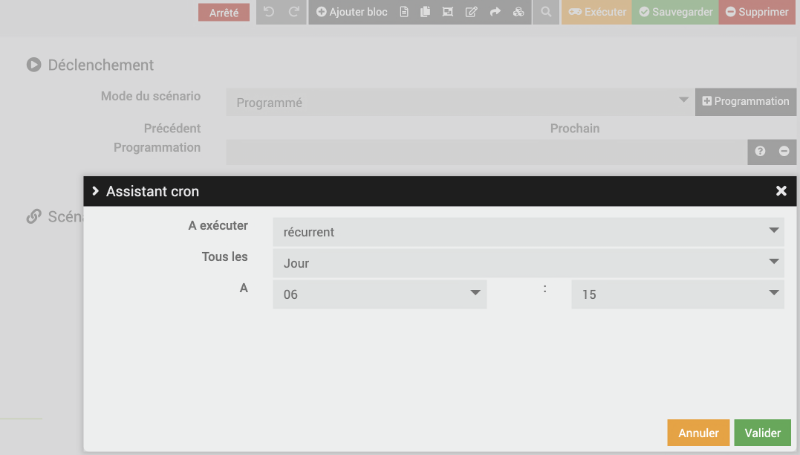 Arrêté Ajouter bloc Exécuter Sauvegarder Supprimer
Déclenchement
Mode du scénario Programmé Programmation
Précédent Prochain
Programmation
Assistant cron
Scéna
A exécuter récurrent
Tous les Jour
A 06 : 15
Annuler Valider